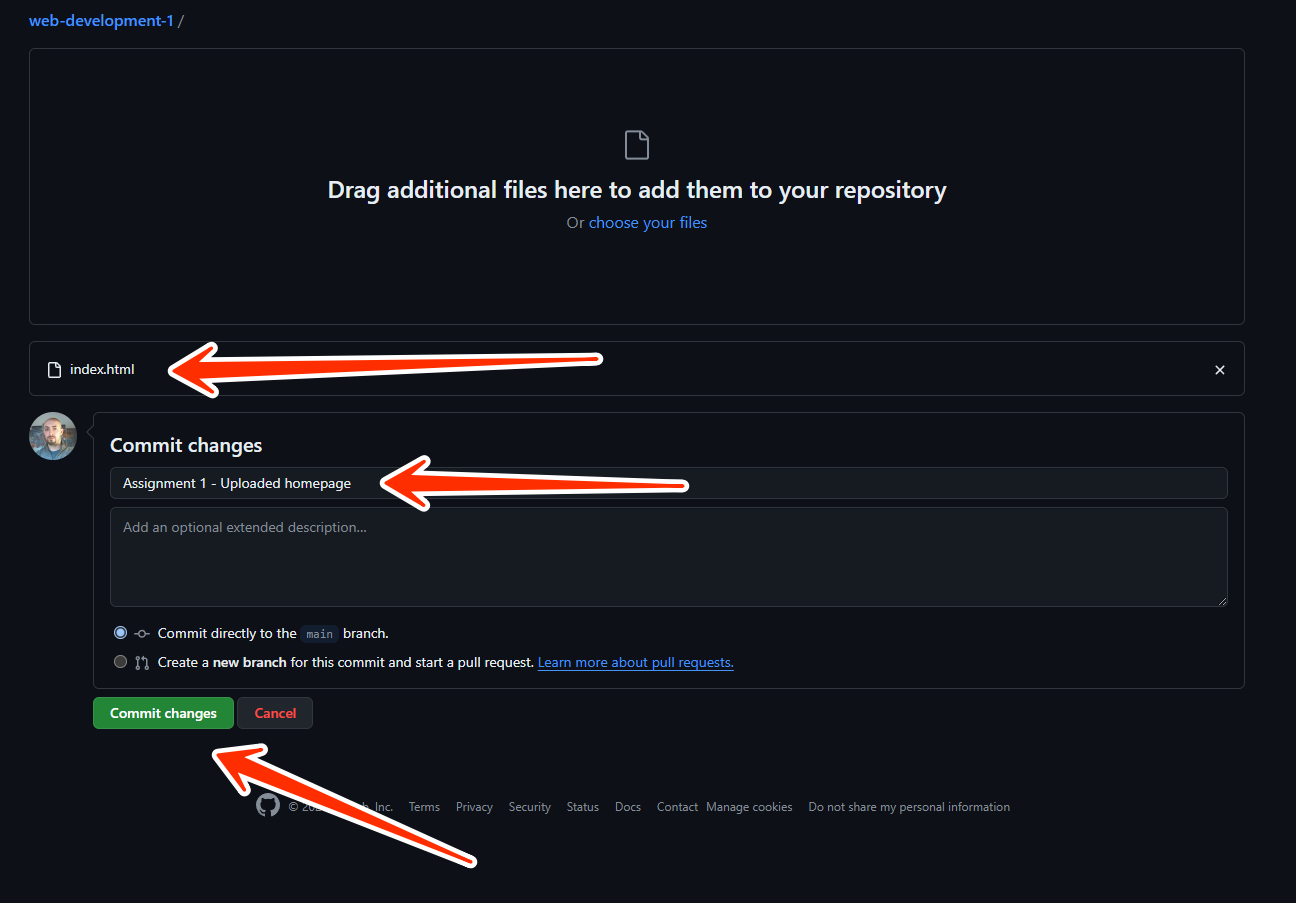 web-development-1 /
Drag additional files here to add them to your repository
Or choose your files
index.html
Commit changes
Assignment 1 - Uploaded homepage
Add an optional extended description...
Commit directly to the main branch.
Create a new branch for this commit and start a pull request. Learn more about pull requests.
Commit changes Cancel
© Inc. Terms Privacy Security Status Docs Contact Manage cookies Do not share my personal information